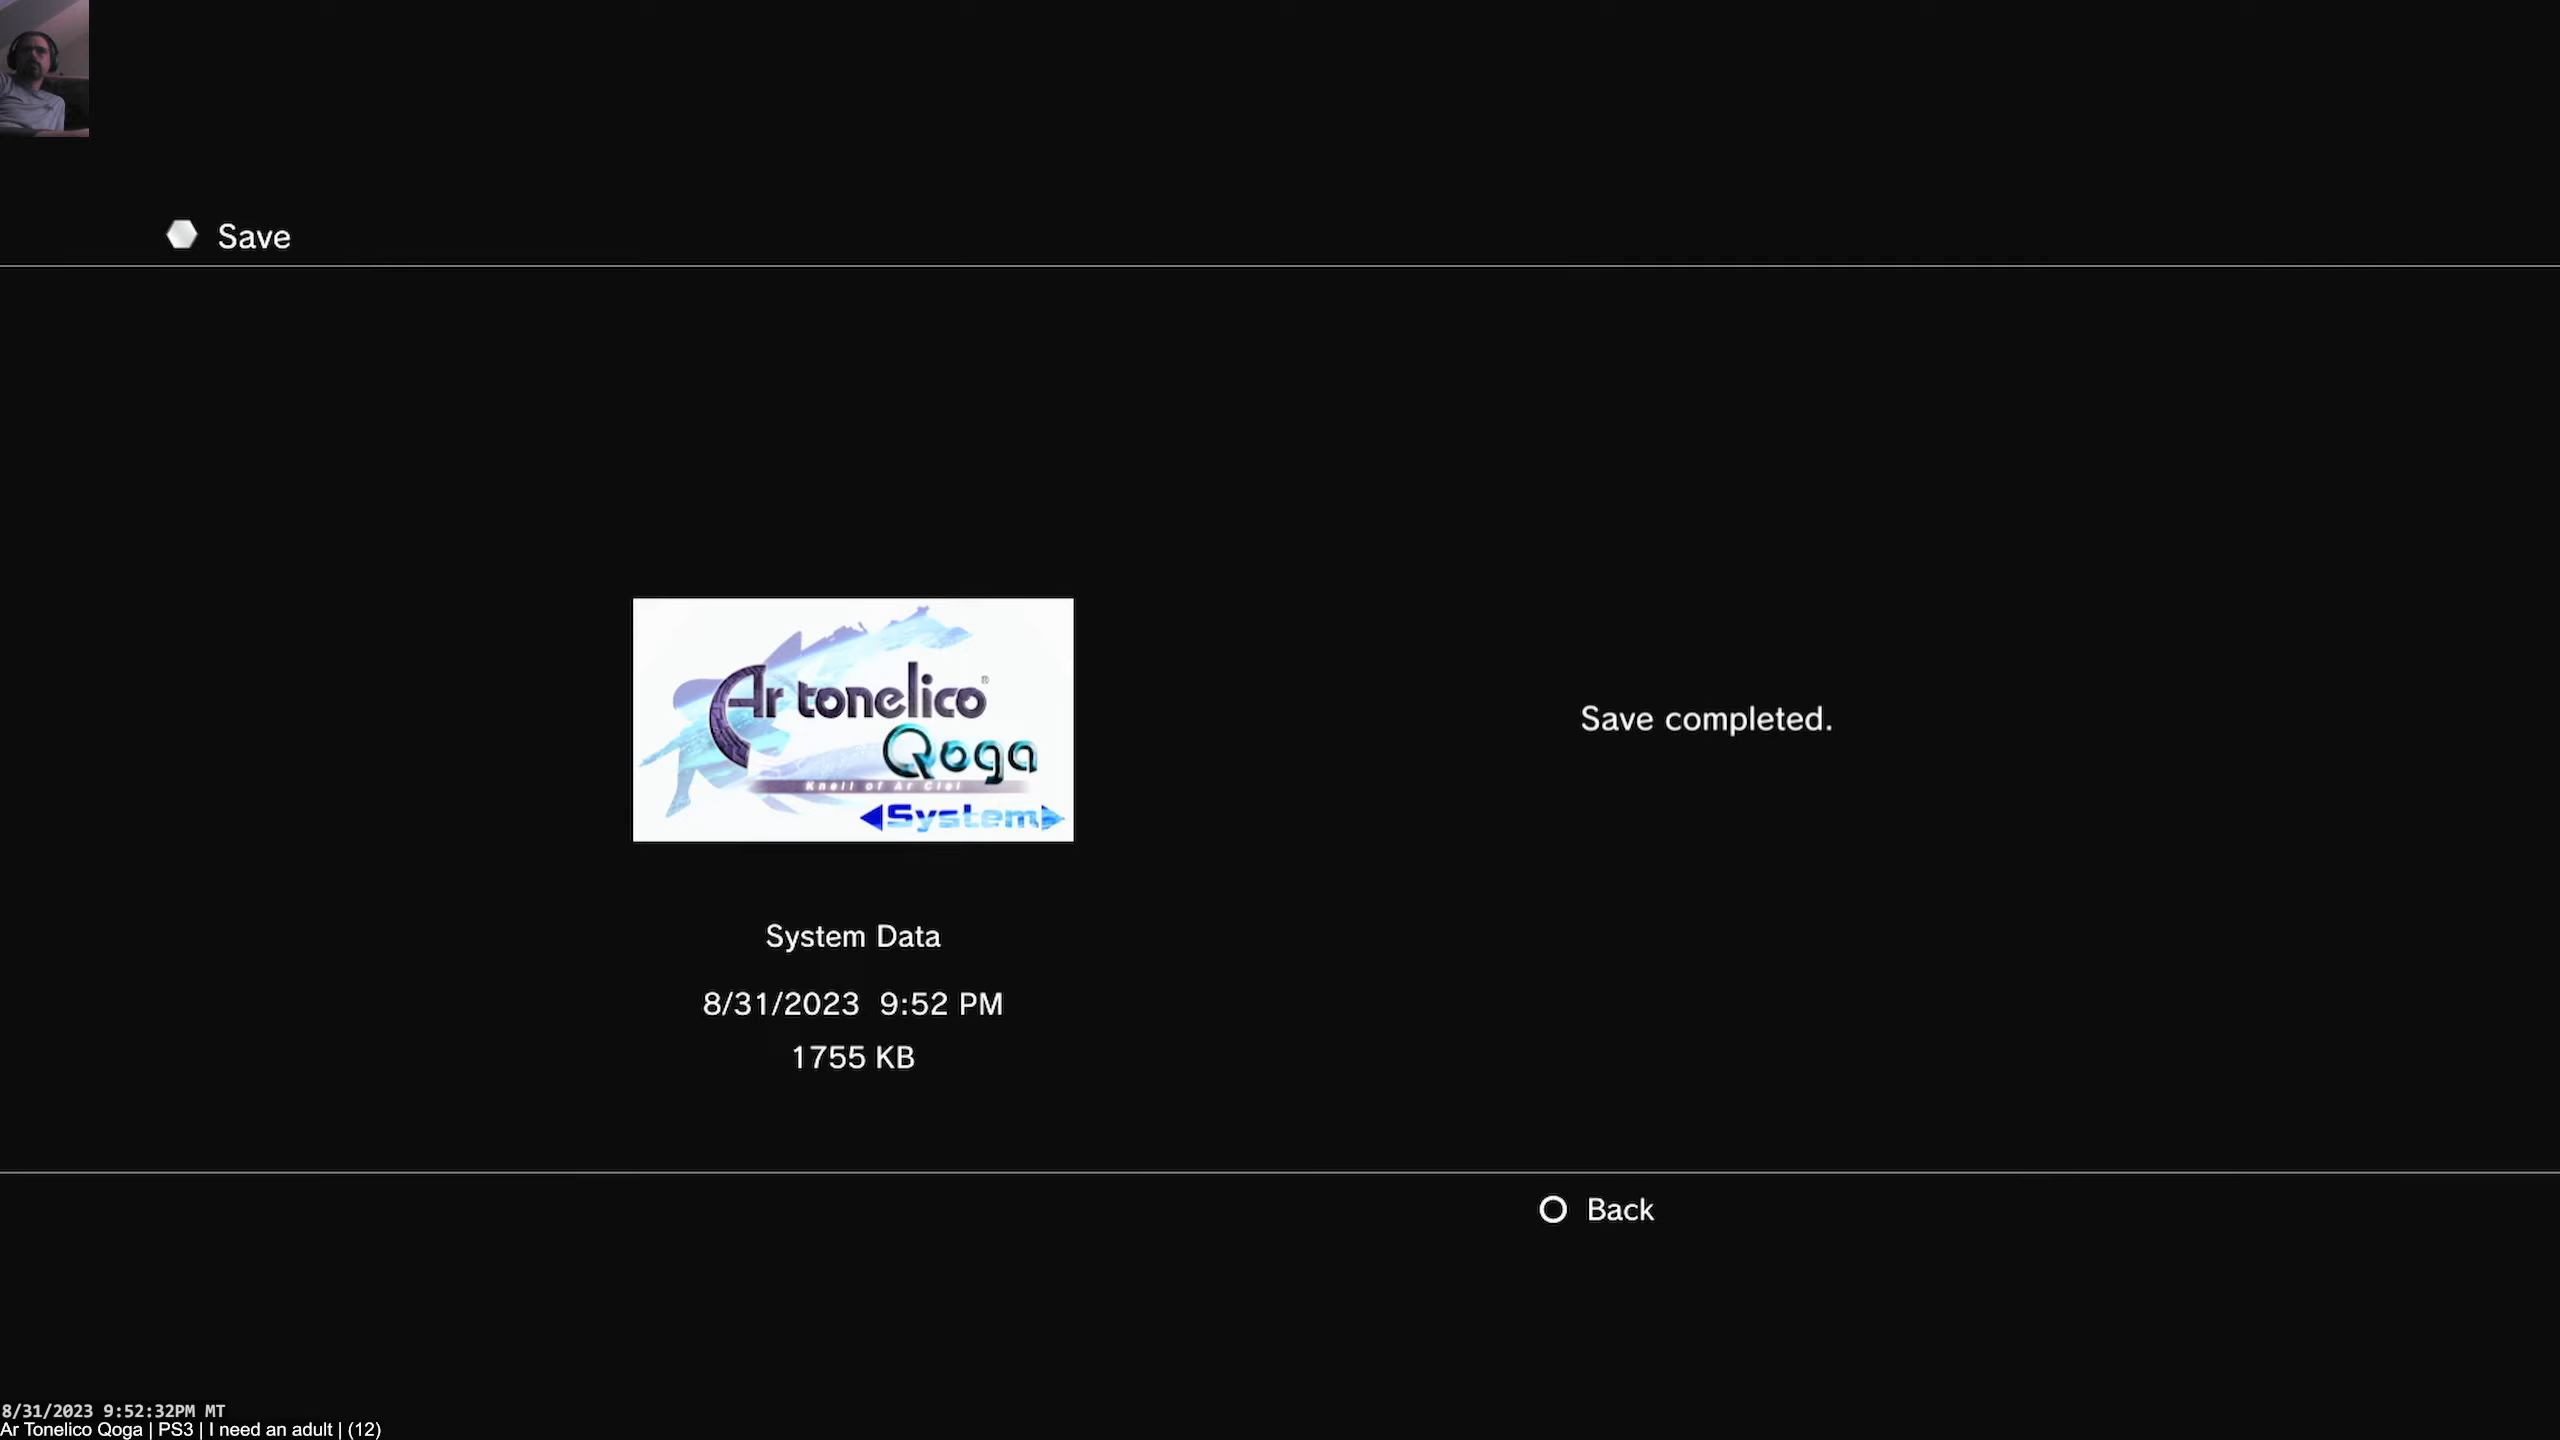 Save
Ar tonelico®
Qoga
Knell of Ar Ciel
System
Save completed.
System Data
8/31/2023 9:52 PM
1755 KB
Back
8/31/2023 9:52:32PM MT
Ar Tonelico Qoga | PS3 | I need an adult | (12)